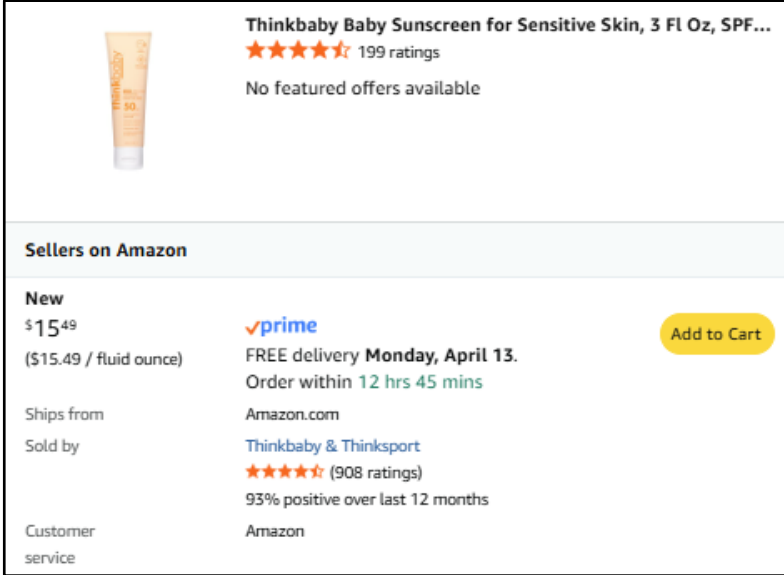 Thinkbaby Baby Sunscreen for Sensitive Skin, 3 Fl Oz, SPF...
199 ratings
No featured offers available
thinkbaby
50
Sellers on Amazon
New
$15.49
($15.49 / fluid ounce)
prime
FREE delivery Monday, April 13.
Order within 12 hrs 45 mins
Add to Cart
Ships from
Amazon.com
Sold by
Thinkbaby & Thinksport
(908 ratings)
93% positive over last 12 months
Customer
service
Amazon